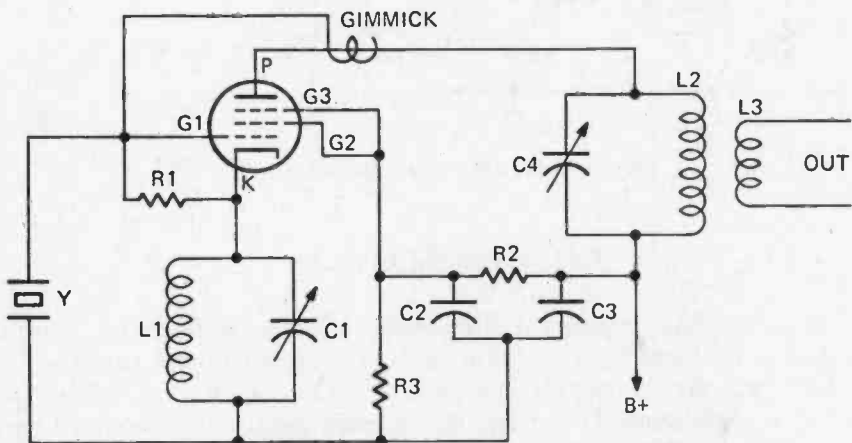 GIMMICK
P
G3
G1
G2
K
R1
L2
L3
C4
OUT
R2
Y
L1
C1
C2
C3
R3
B+